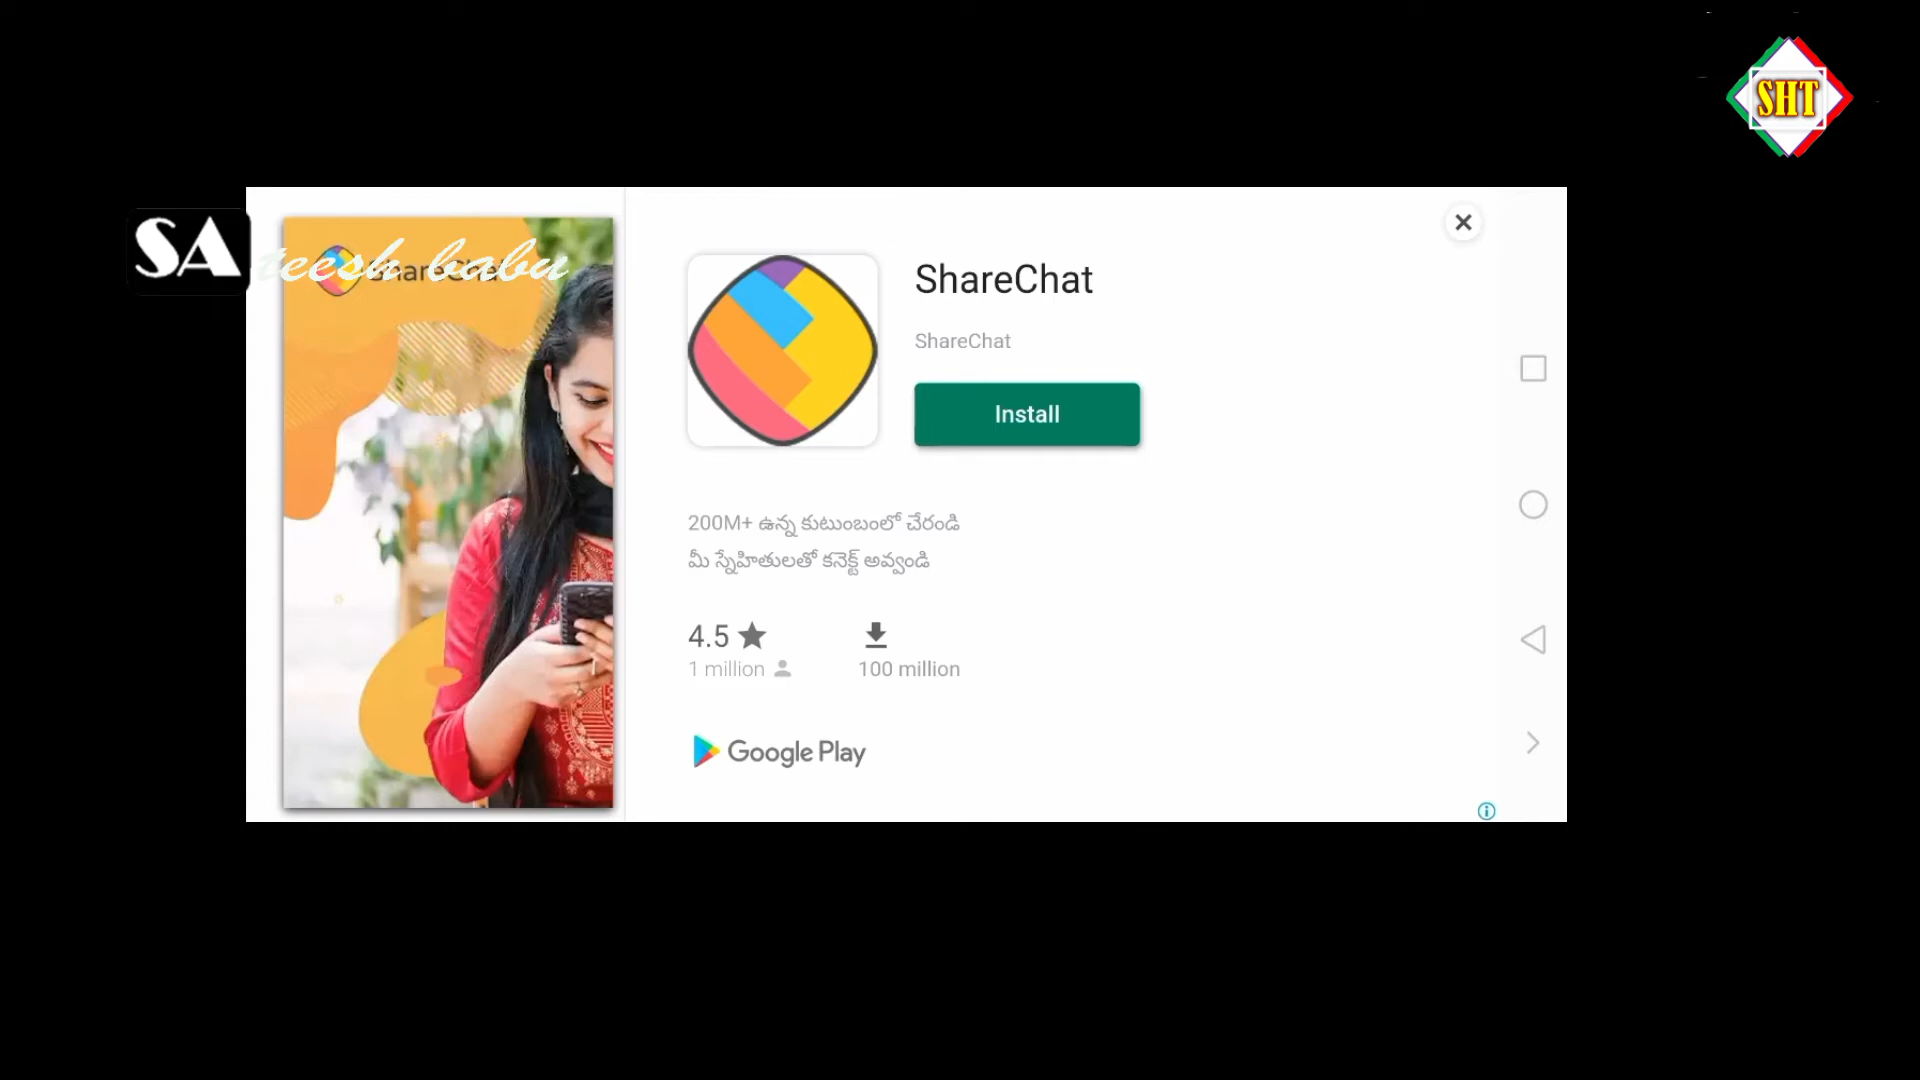 SHT
SA teesh babu
ShareChat
ShareChat
ShareChat
Install
200M+ ఉన్న కుటుంబంలో చేరండి
మీ స్నేహితులతో కనెక్ట్ అవ్వండి
4.5
1 million
100 million
Google Play